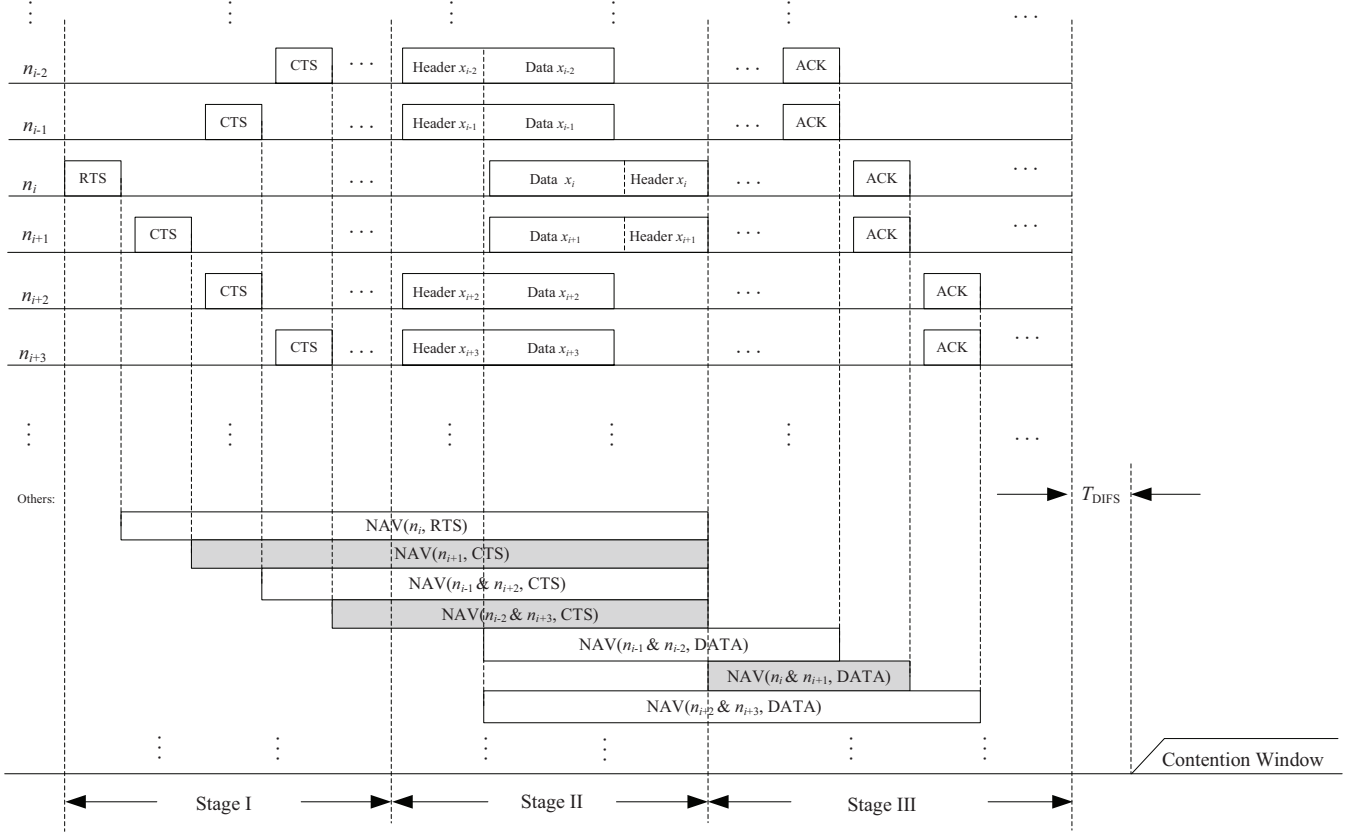 n_{i-2} CTS ... Header x_{i-2} Data x_{i-2} ... ACK
n_{i-1} CTS ... Header x_{i-1} Data x_{i-1} ... ACK
n_i RTS ... Data x_i Header x_i ... ACK ...
n_{i+1} CTS ... Data x_{i+1} Header x_{i+1} ... ACK ...
n_{i+2} CTS ... Header x_{i+2} Data x_{i+2} ... ACK
n_{i+3} CTS ... Header x_{i+3} Data x_{i+3} ... ACK ...
Others:
T_{DIFS}
NAV(n_i, RTS)
NAV(n_{i+1}, CTS)
NAV(n_{i-1} & n_{i+2}, CTS)
NAV(n_{i-2} & n_{i+3}, CTS)
NAV(n_{i-1} & n_{i-2}, DATA)
NAV(n_i & n_{i+1}, DATA)
NAV(n_{i+2} & n_{i+3}, DATA)
Contention Window
Stage I Stage II Stage III